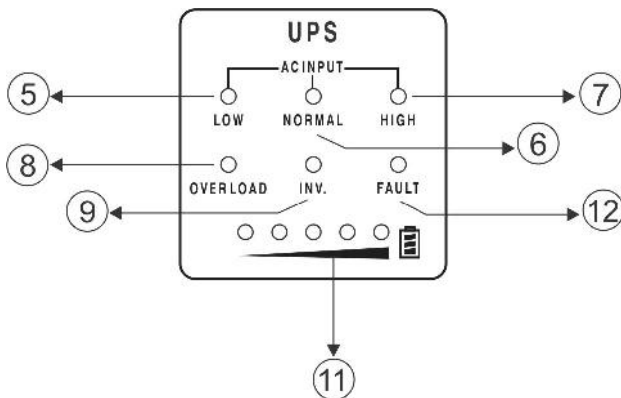 UPS
AC INPUT
5 7
LOW NORMAL HIGH
6
8
OVERLOAD INV. FAULT
9 12
11